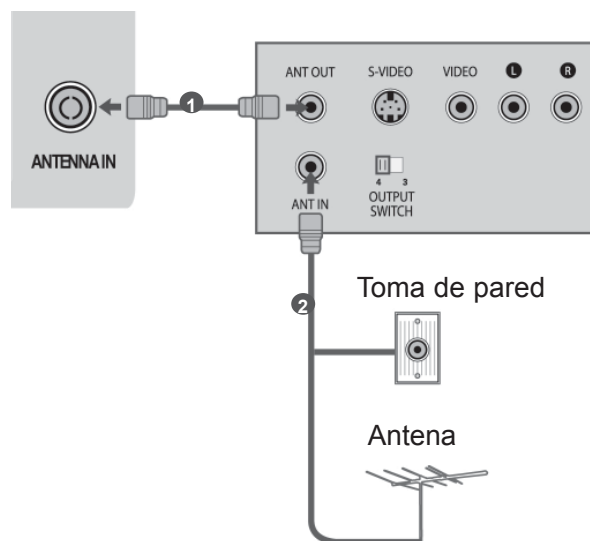 ANT OUT S-VIDEO VIDEO L R
1
ANTENNA IN
ANT IN
4 3
OUTPUT
SWITCH
2
Toma de pared
Antena